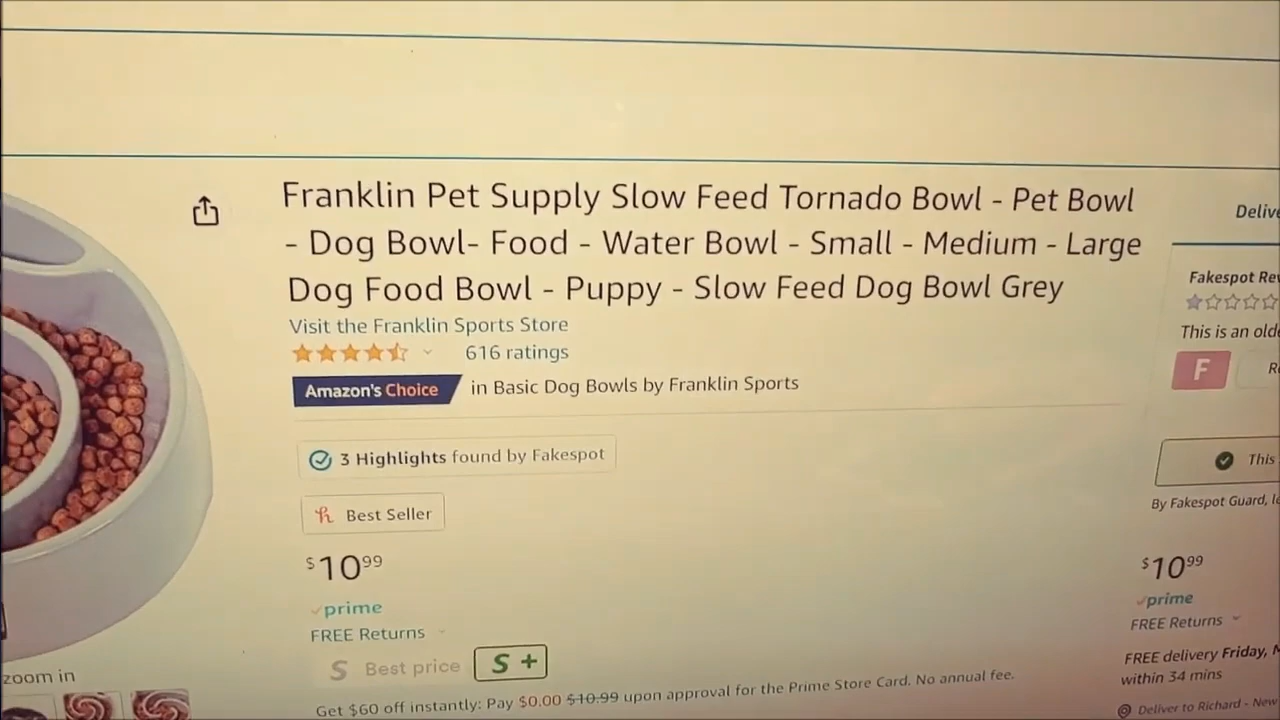 Franklin Pet Supply Slow Feed Tornado Bowl - Pet Bowl
- Dog Bowl- Food - Water Bowl - Small - Medium - Large
Dog Food Bowl - Puppy - Slow Feed Dog Bowl Grey
Visit the Franklin Sports Store
616 ratings
Amazon's Choice in Basic Dog Bowls by Franklin Sports
3 Highlights found by Fakespot
Best Seller
$10.99
prime
FREE Returns
S Best price S +
Get $60 off instantly: Pay $0.00 $10.99 upon approval for the Prime Store Card. No annual fee.
zoom in
Fakespot
This is an
F
This
By Fakespot Guard,
$10.99
prime
FREE Returns
FREE delivery Friday,
within 34 mins
Deliver to Richard - New